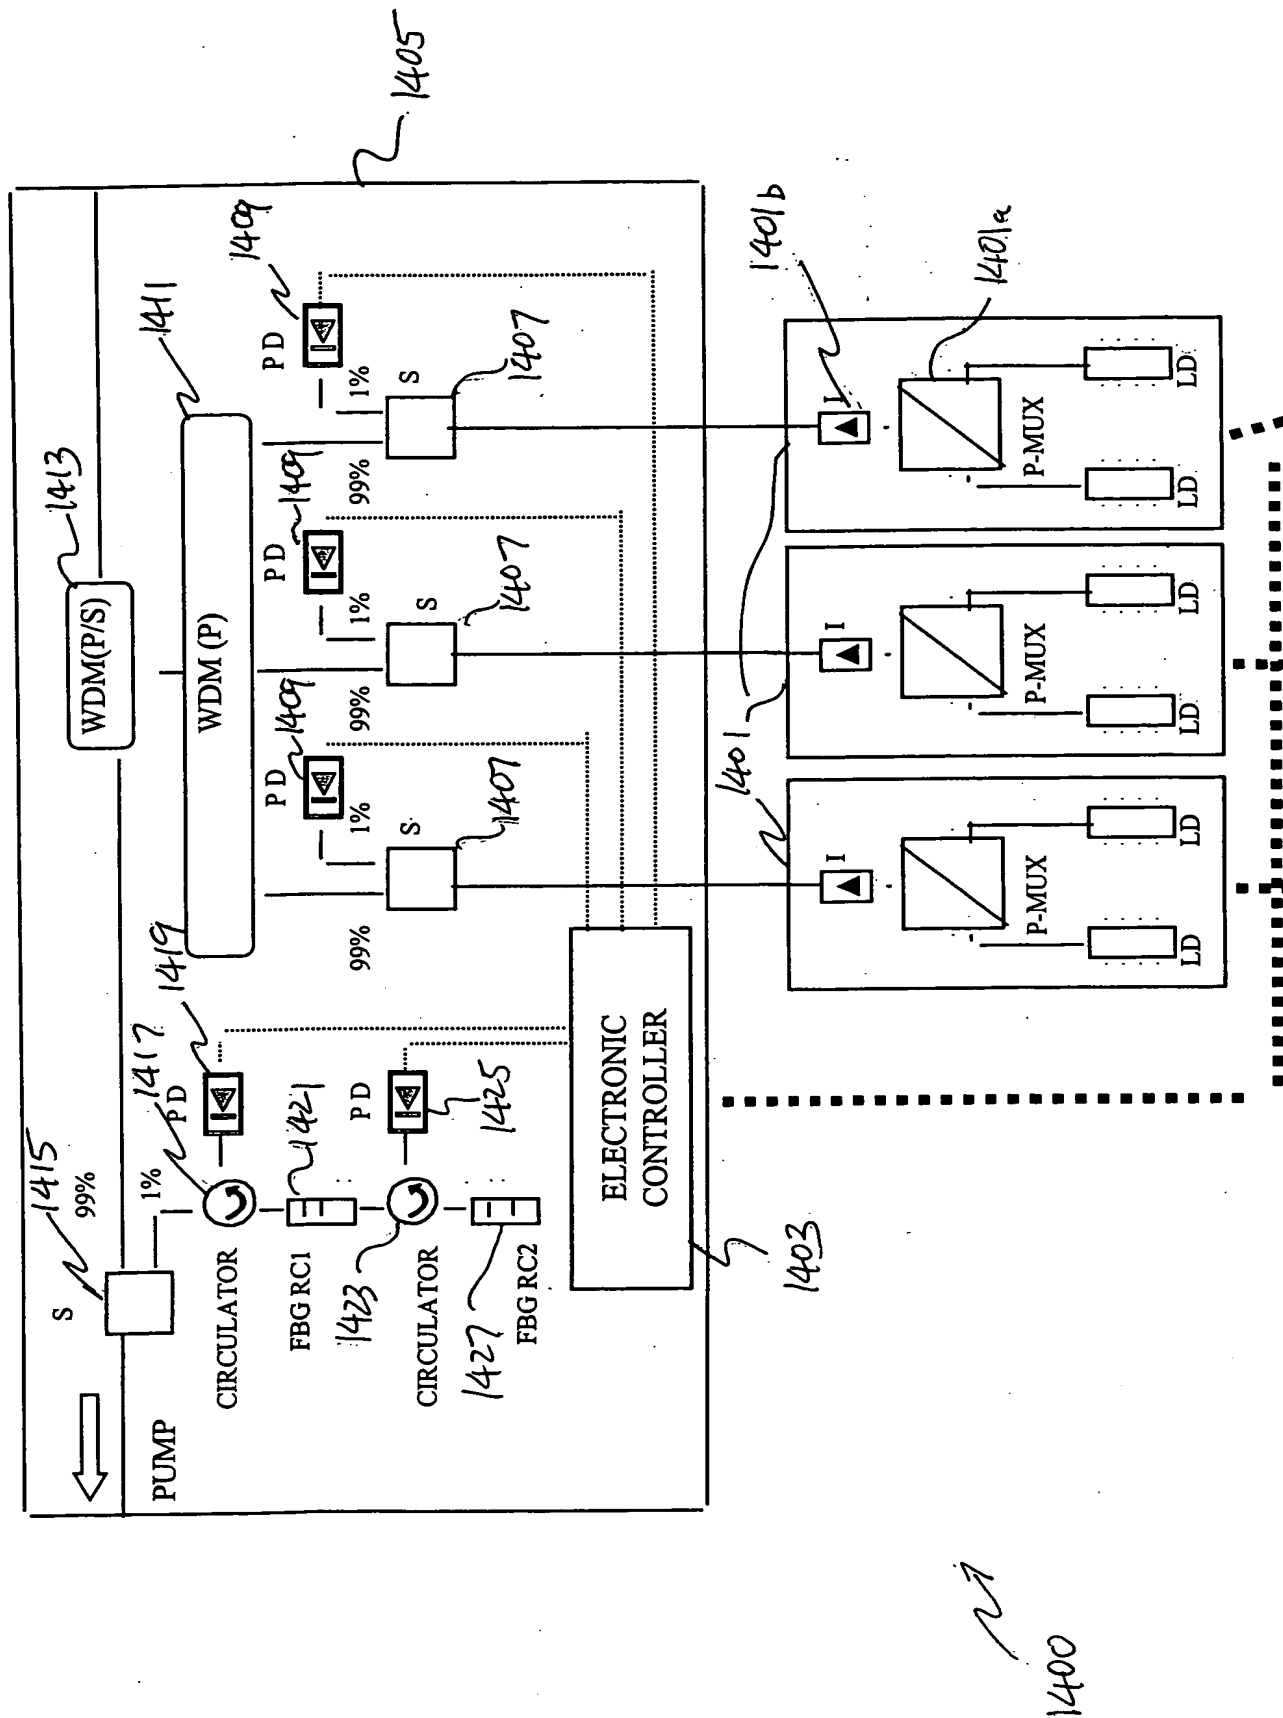 1405
1413
WDM(P/S)
1411
WDM (P)
1409
P D
1%
S
1407
99%
1409
P D
1%
S
1407
99%
1409
P D
1%
S
1407
99%
1415
S
99%
1%
PUMP
1417
1419
P D
CIRCULATOR
1421
FBG RC1
1423
CIRCULATOR
P D
1425
1427
FBG RC2
ELECTRONIC
CONTROLLER
1403
1401
1401b
1401a
I
P-MUX
LD
LD
I
P-MUX
LD
LD
I
P-MUX
LD
LD
1400